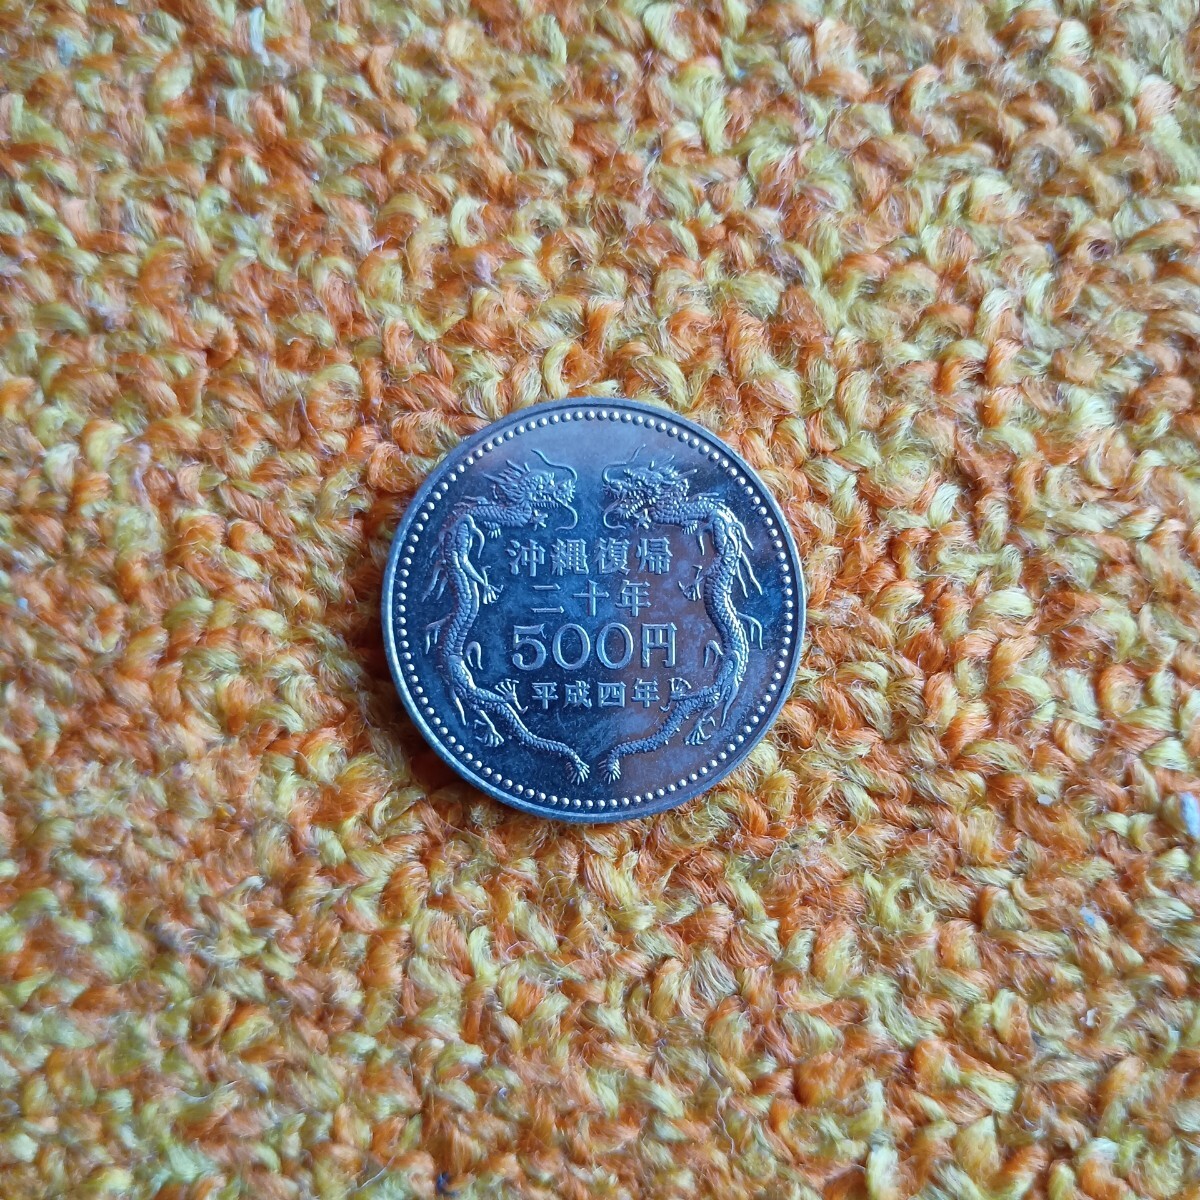 沖縄復帰
二十年
500円
平成四年